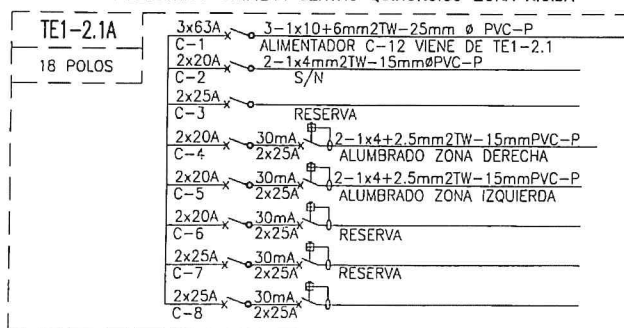 TE1-2.1A
18 POLOS
3x63A
3-1x10+6mm2TW-25mm ø PVC-P
C-1
ALIMENTADOR C-12 VIENE DE TE1-2.1
2x20A
2-1x4mm2TW-15mmøPVC-P
C-2
S/N
2x25A
C-3
RESERVA
2x20A
30mA
2-1x4+2.5mm2TW-15mmPVC-P
C-4
2x25A
ALUMBRADO ZONA DERECHA
2x20A
30mA
2-1x4+2.5mm2TW-15mmPVC-P
C-5
2x25A
ALUMBRADO ZONA IZQUIERDA
2x20A
30mA
C-6
2x25A
RESERVA
2x25A
30mA
C-7
2x25A
RESERVA
2x25A
30mA
C-8
2x25A